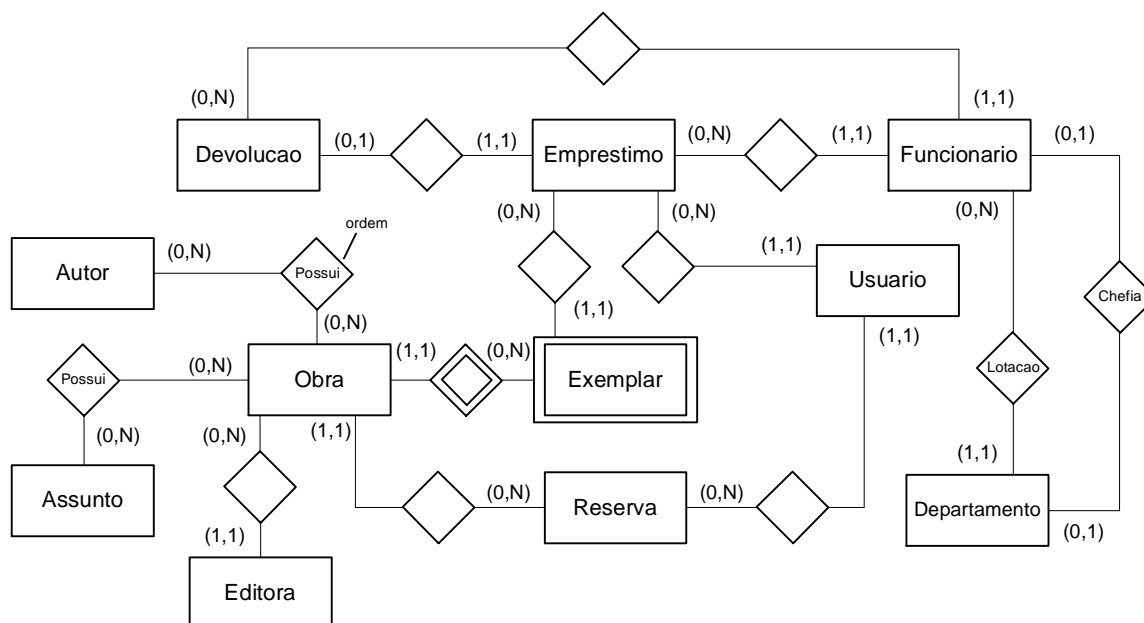 (0,N)
(1,1)
Devolucao
(0,1)
(1,1)
Emprestimo
(0,N)
(1,1)
Funcionario
(0,1)
(0,N)
(0,N)
(0,N)
ordem
Autor
(0,N)
Possui
(0,N)
(1,1)
Usuario
(1,1)
Chefia
(1,1)
Possui
(0,N)
Obra
(1,1)
(0,N)
Exemplar
Lotacao
(0,N)
Assunto
(0,N)
(1,1)
(0,N)
Reserva
(0,N)
(1,1)
Departamento
(0,1)
(1,1)
Editora